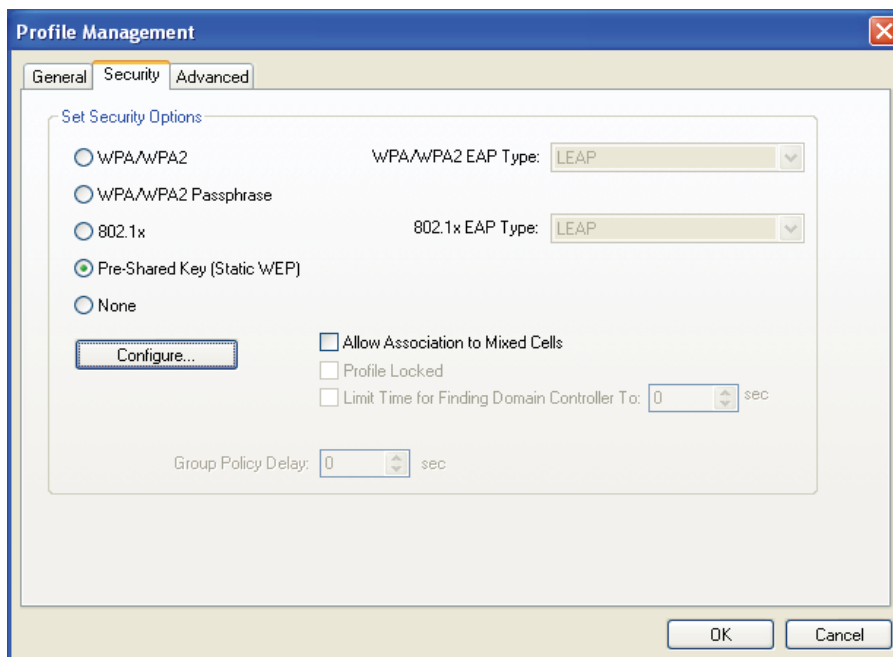 Profile Management
General Security Advanced
Set Security Options
WPA/WPA2 WPA/WPA2 EAP Type: LEAP
WPA/WPA2 Passphrase
802.1x 802.1x EAP Type: LEAP
Pre-Shared Key (Static WEP)
None
Configure... Allow Association to Mixed Cells
Profile Locked
Limit Time for Finding Domain Controller To: 0 sec
Group Policy Delay: 0 sec
OK Cancel